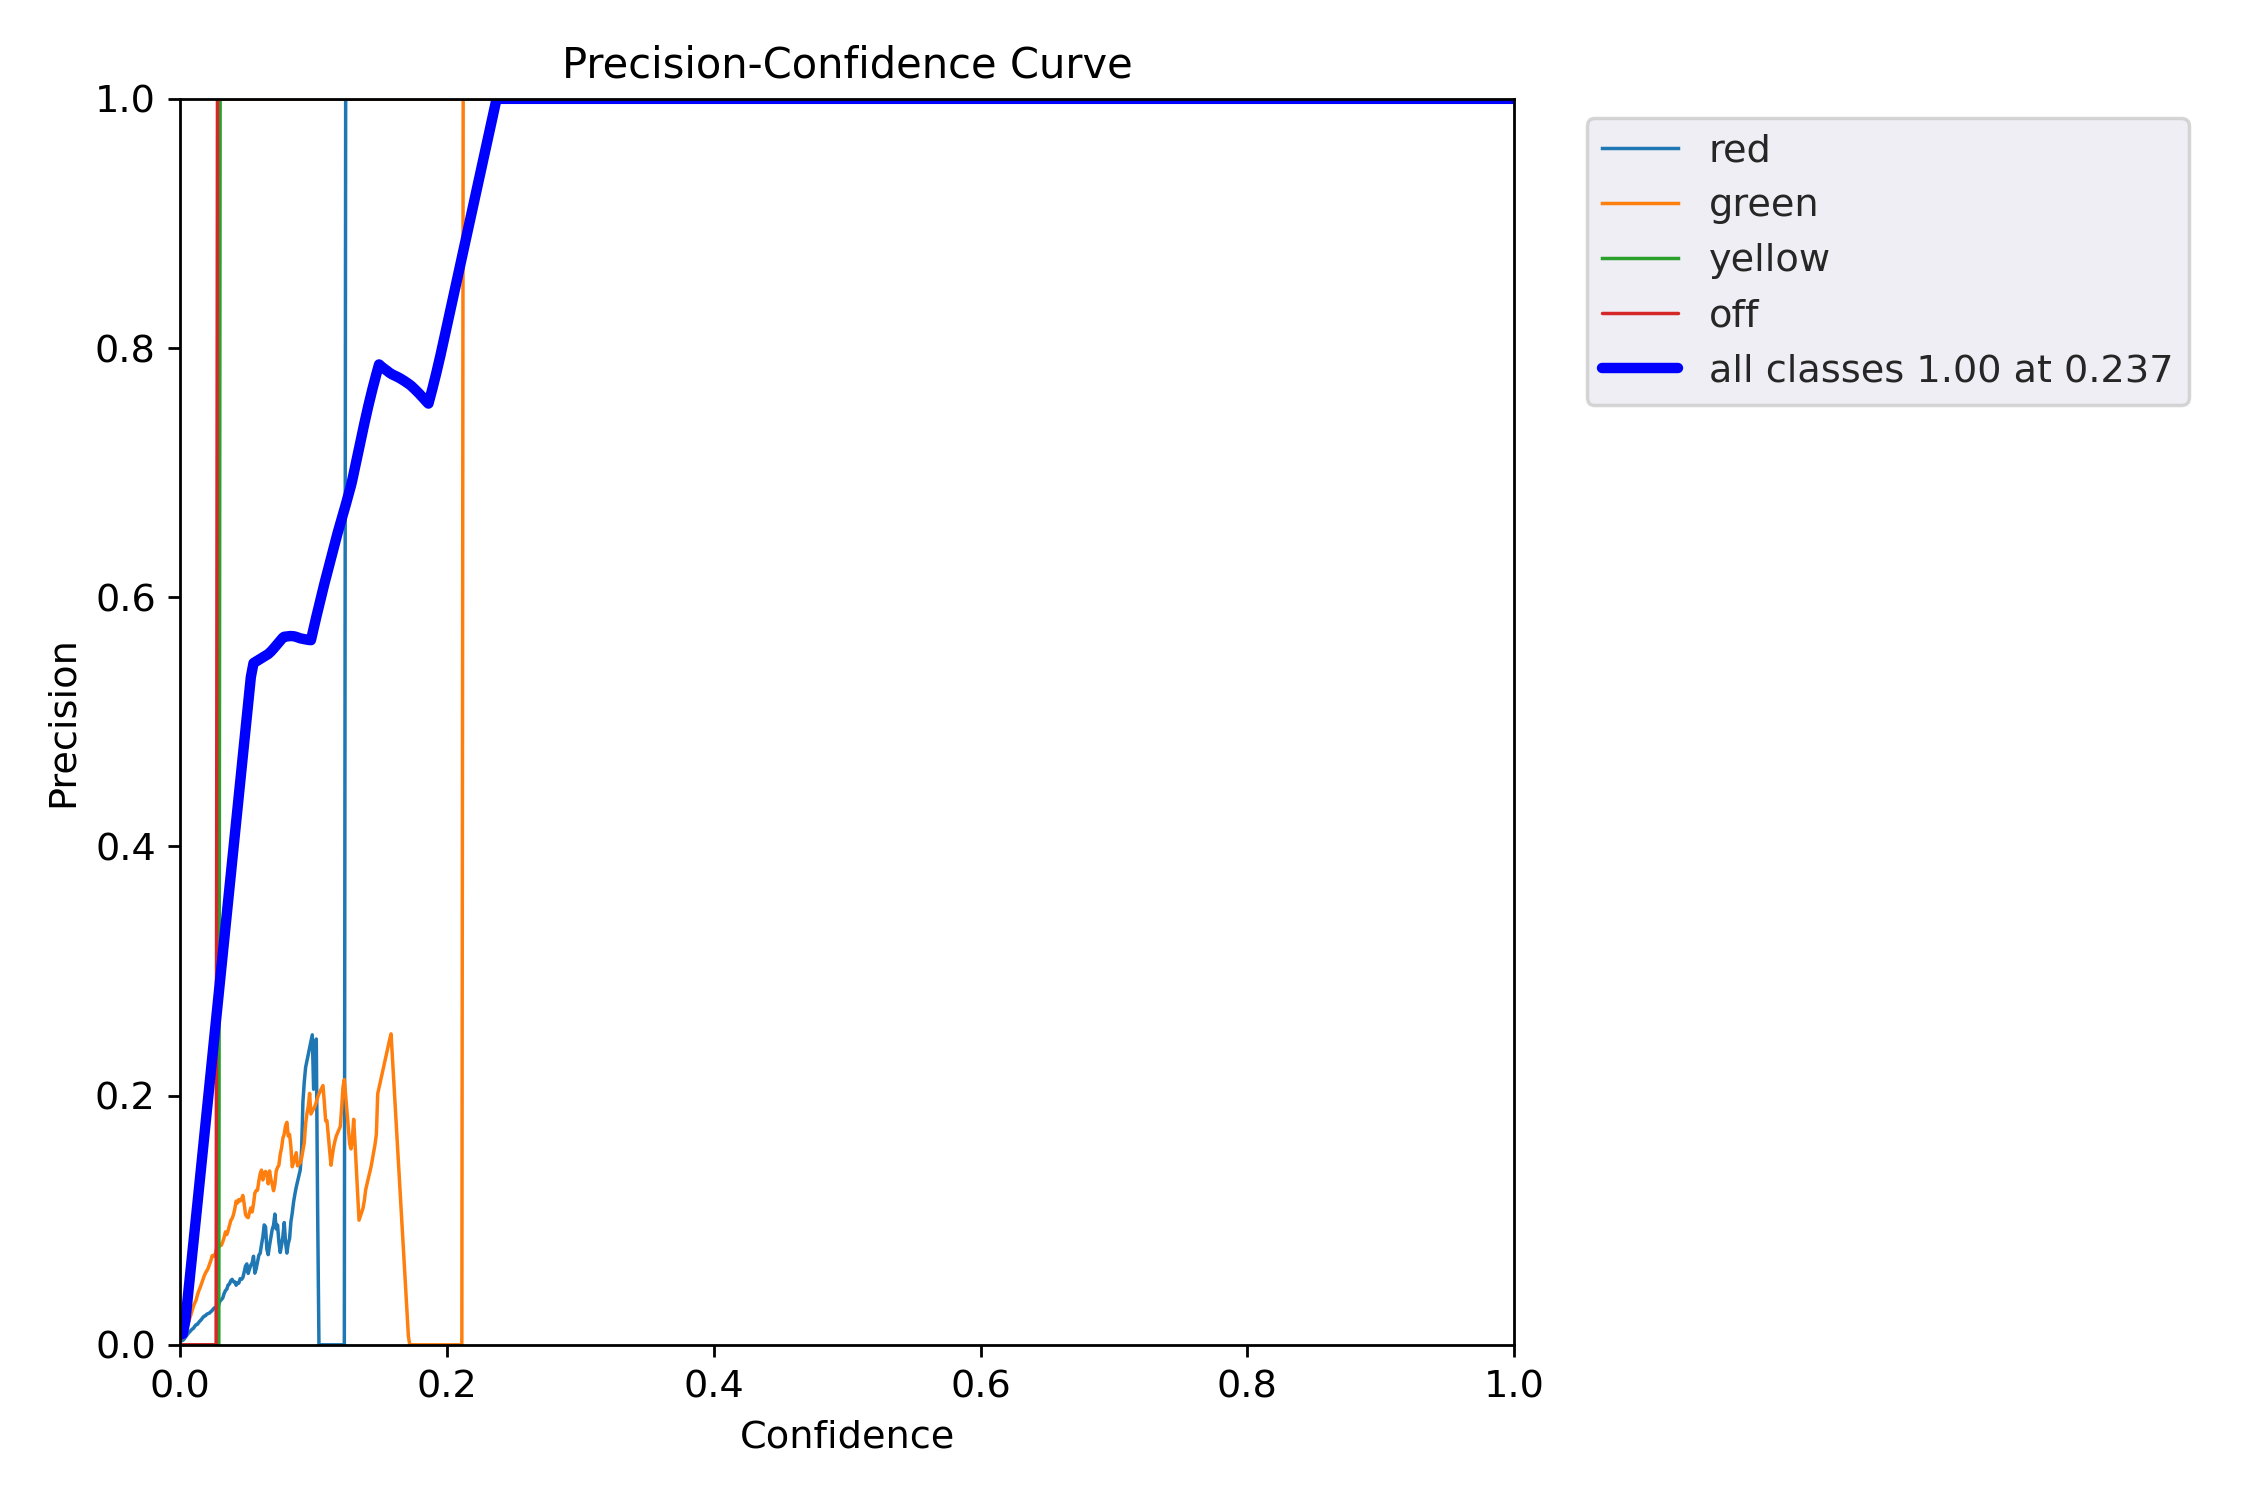 Precision-Confidence Curve
1.0
0.8
0.6
0.4
0.2
0.0
Precision
0.0 0.2 0.4 0.6 0.8 1.0
Confidence
red
green
yellow
off
all classes 1.00 at 0.237